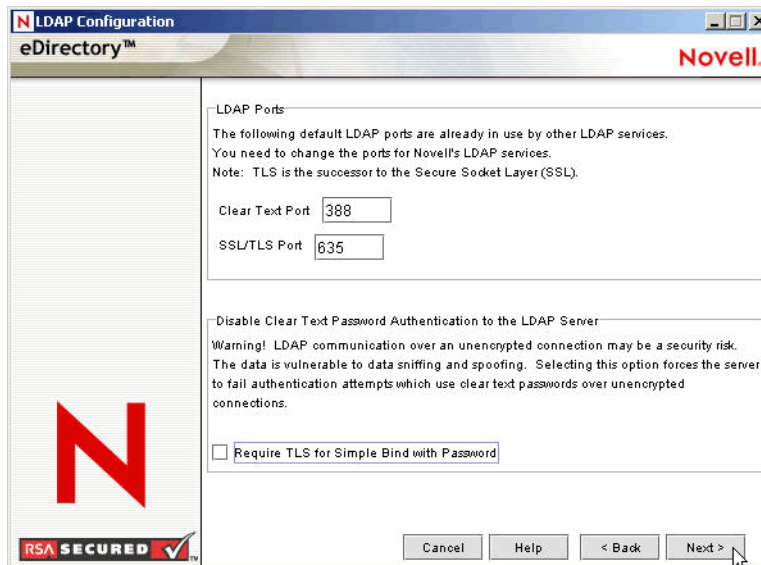 N LDAP Configuration
eDirectory™
Novell.
LDAP Ports
The following default LDAP ports are already in use by other LDAP services.
You need to change the ports for Novell's LDAP services.
Note: TLS is the successor to the Secure Socket Layer (SSL).
Clear Text Port 388
SSL/TLS Port 635
Disable Clear Text Password Authentication to the LDAP Server
Warning! LDAP communication over an unencrypted connection may be a security risk.
The data is vulnerable to data sniffing and spoofing. Selecting this option forces the server
to fail authentication attempts which use clear text passwords over unencrypted
connections.
Require TLS for Simple Bind with Password
N
RSA SECURED ™
Cancel Help < Back Next >